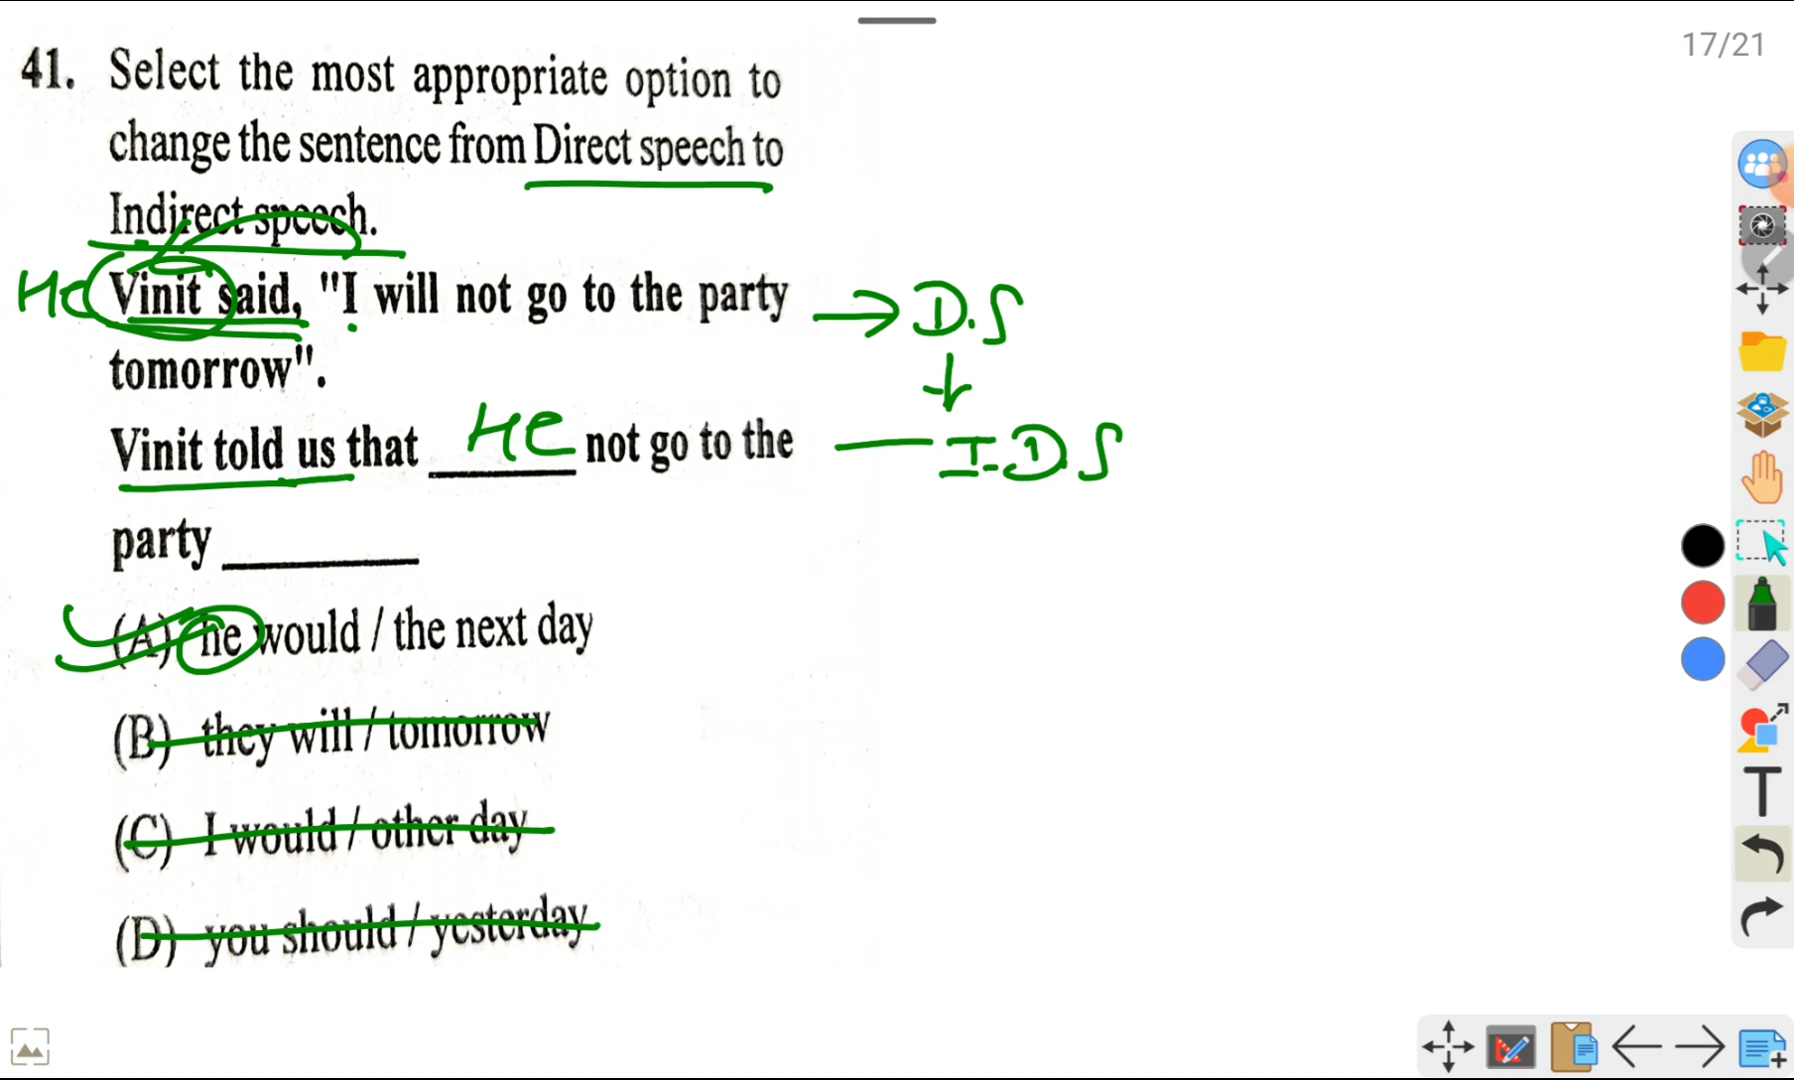 17/21
41. Select the most appropriate option to
change the sentence from Direct speech to
Indirect speech.
He Vinit said, "I will not go to the party → D.S
tomorrow".
Vinit told us that ______ He not go to the — I.D.S
party ______
(A) he would / the next day
(B) they will / tomorrow
(C) I would / other day
(D) you should / yesterday
T